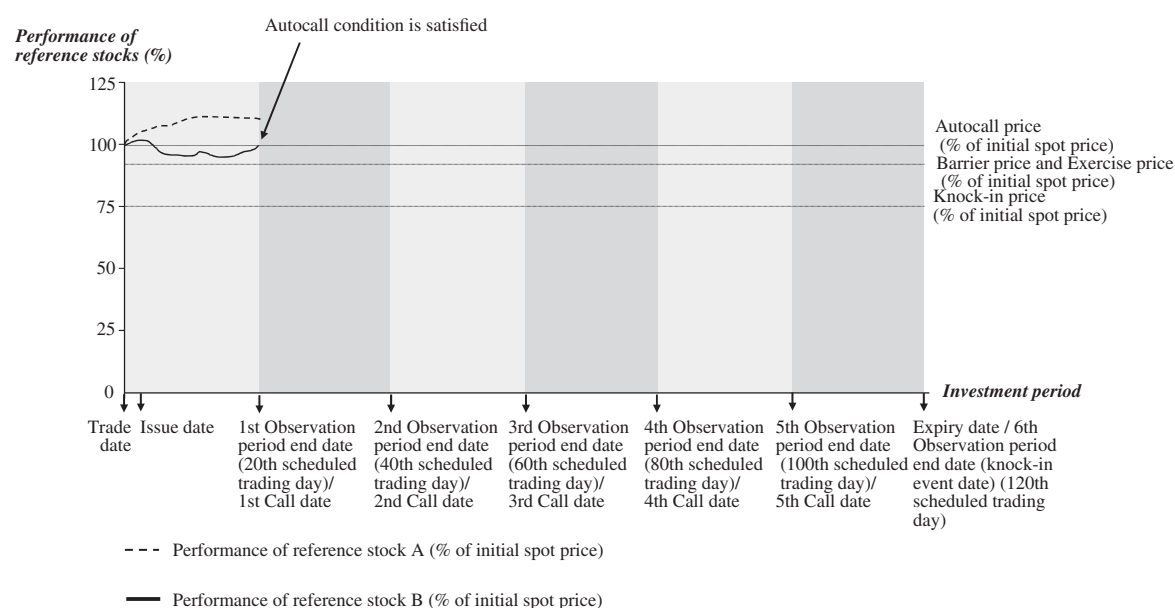 Autocall condition is satisfied
Performance of
reference stocks (%)
125
100
75
50
25
0
Autocall price
(% of initial spot price)
Barrier price and Exercise price
(% of initial spot price)
Knock-in price
(% of initial spot price)
Investment period
Trade
date
Issue date
1st Observation
period end date
(20th scheduled
trading day)/
1st Call date
2nd Observation
period end date
(40th scheduled
trading day)/
2nd Call date
3rd Observation
period end date
(60th scheduled
trading day)/
3rd Call date
4th Observation
period end date
(80th scheduled
trading day)/
4th Call date
5th Observation
period end date
(100th scheduled
trading day)/
5th Call date
Expiry date / 6th
Observation period
end date (knock-in
event date) (120th
scheduled trading
day)
Performance of reference stock A (% of initial spot price)
Performance of reference stock B (% of initial spot price)